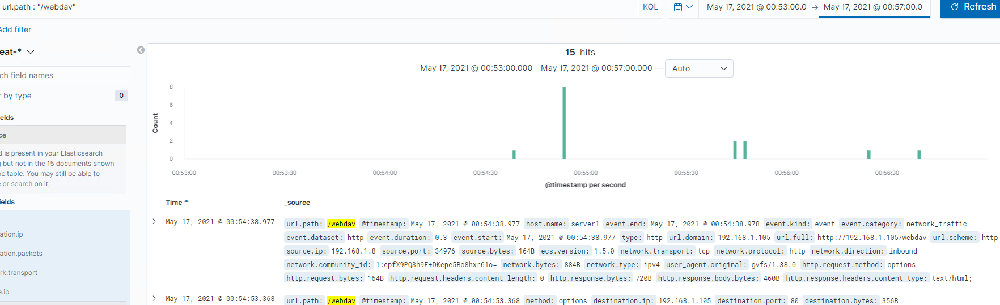 url.path : "/webdav" KQL May 17, 2021 @ 00:53:00.0 → May 17, 2021 @ 00:57:00.0 Refresh
Add filter
eat-*
ch field names
r by type 0
elds
ce
d is present in your Elasticsearch
g but not in the 15 documents shown
oc table. You may still be able to
e or search on it.
ields
ation.ip
ation.packets
rk.transport
e.ip
15 hits
May 17, 2021 @ 00:53:00.000 - May 17, 2021 @ 00:57:00.000 — Auto
Count
8
6
4
2
0
00:53:00 00:53:30 00:54:00 00:54:30 00:55:00 00:55:30 00:56:00 00:56:30
@timestamp per second
Time _source
May 17, 2021 @ 00:54:38.977 url.path: /webdav @timestamp: May 17, 2021 @ 00:54:38.977 host.name: server1 event.end: May 17, 2021 @ 00:54:38.978 event.kind: event event.category: network_traffic
event.dataset: http event.duration: 0.3 event.start: May 17, 2021 @ 00:54:38.977 type: http url.domain: 192.168.1.105 url.full: http://192.168.1.105/webdav url.scheme: http
source.ip: 192.168.1.8 source.port: 34976 source.bytes: 164B ecs.version: 1.5.0 network.transport: tcp network.protocol: http network.direction: inbound
network.community_id: 1:cpfX9PQ3h9E+DKepe5Bo8hxr61o= network.bytes: 884B network.type: ipv4 user_agent.original: gvfs/1.38.0 http.request.method: options
http.request.bytes: 164B http.request.headers.content-length: 0 http.response.bytes: 720B http.response.body.bytes: 460B http.response.headers.content-type: text/html;
May 17, 2021 @ 00:54:53.368 url.path: /webdav @timestamp: May 17, 2021 @ 00:54:53.368 method: options destination.ip: 192.168.1.105 destination.port: 80 destination.bytes: 356B